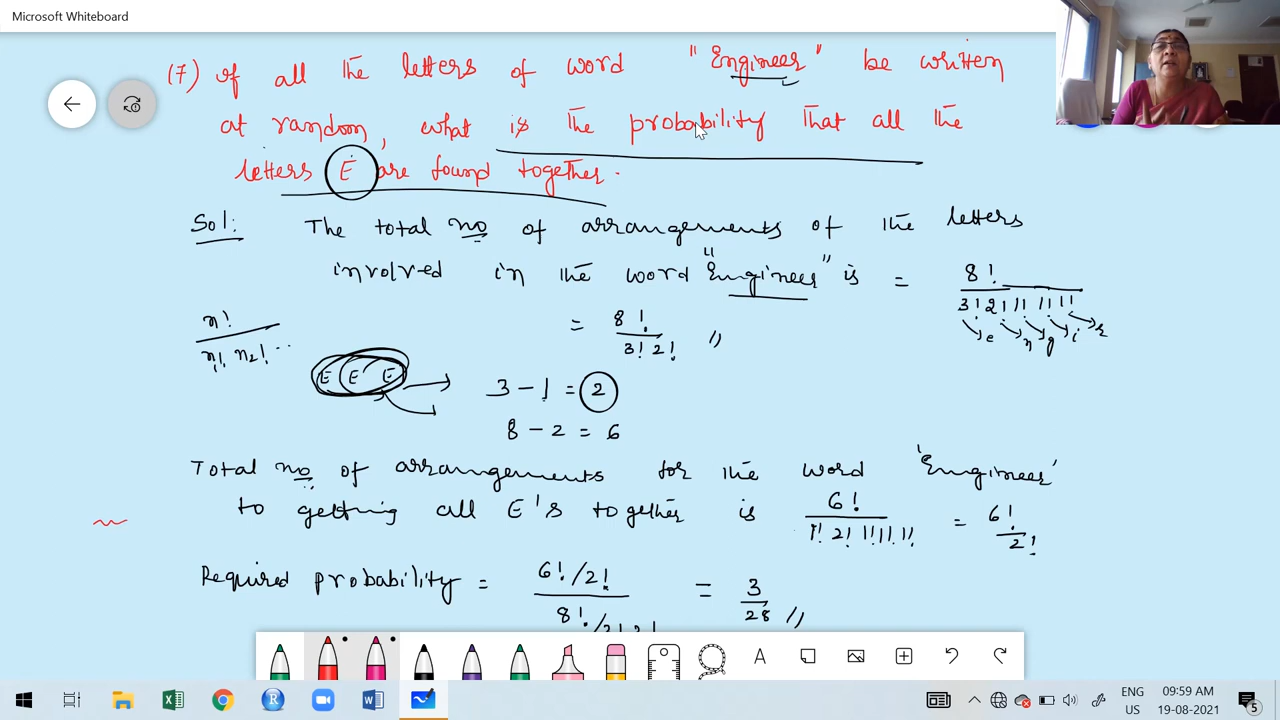 Microsoft Whiteboard
(7) of all the letters of word "Engineer" be written
at random, what is the probability that all the
letters E are found together.
Sol: The total no of arrangements of the letters
involved in the word "Engineer" is = 8!
3! 2! 1! 1! 1!
e n g i r
n!
n1! n2! ..
= 8!
3! 2! //
E E E
3 - 1 = 2
8 - 2 = 6
Total no of arrangements for the word 'Engineer'
to getting all E's together is 6! / 1! 2! 1! 1! 1! = 6! / 2!
Required probability = 6!/2! = 3
8!/3! 2! 28 //
A
ENG
US
09:59 AM
19-08-2021
5